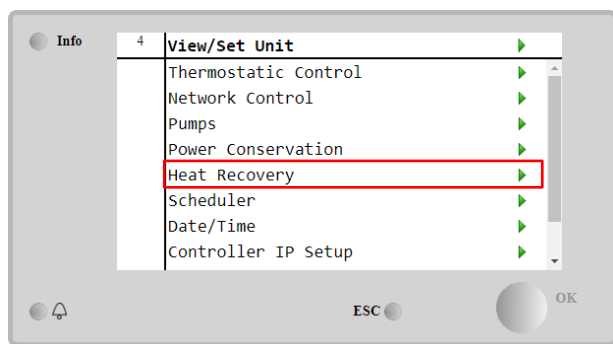 Info
4 View/Set Unit
Thermostatic Control
Network Control
Pumps
Power Conservation
Heat Recovery
Scheduler
Date/Time
Controller IP Setup
ESC
OK